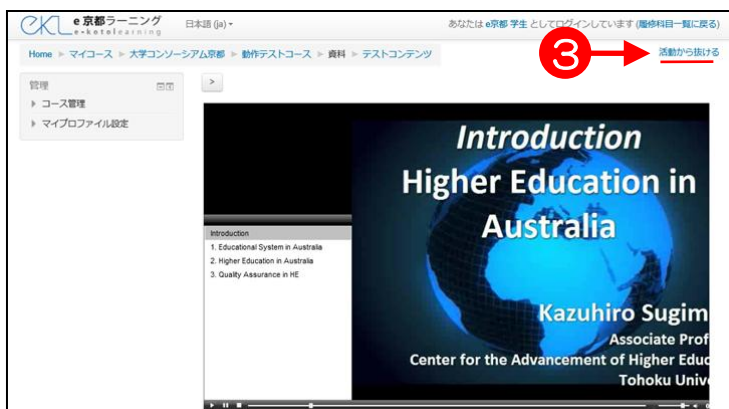 e京都ラーニング
e-kotolearning
日本語 (ja)
あなたは e京都 学生 としてログインしています (履修科目一覧に戻る)
Home ▶ マイコース ▶ 大学コンソーシアム京都 ▶ 動作テストコース ▶ 資料 ▶ テストコンテンツ
3
活動から抜ける
管理
コース管理
マイプロファイル設定
Introduction
Higher Education in
Australia
Introduction
1. Educational System in Australia
2. Higher Education in Australia
3. Quality Assurance in HE
Kazuhiro Sugim
Associate Prof
Center for the Advancement of Higher Educ
Tohoku Unive